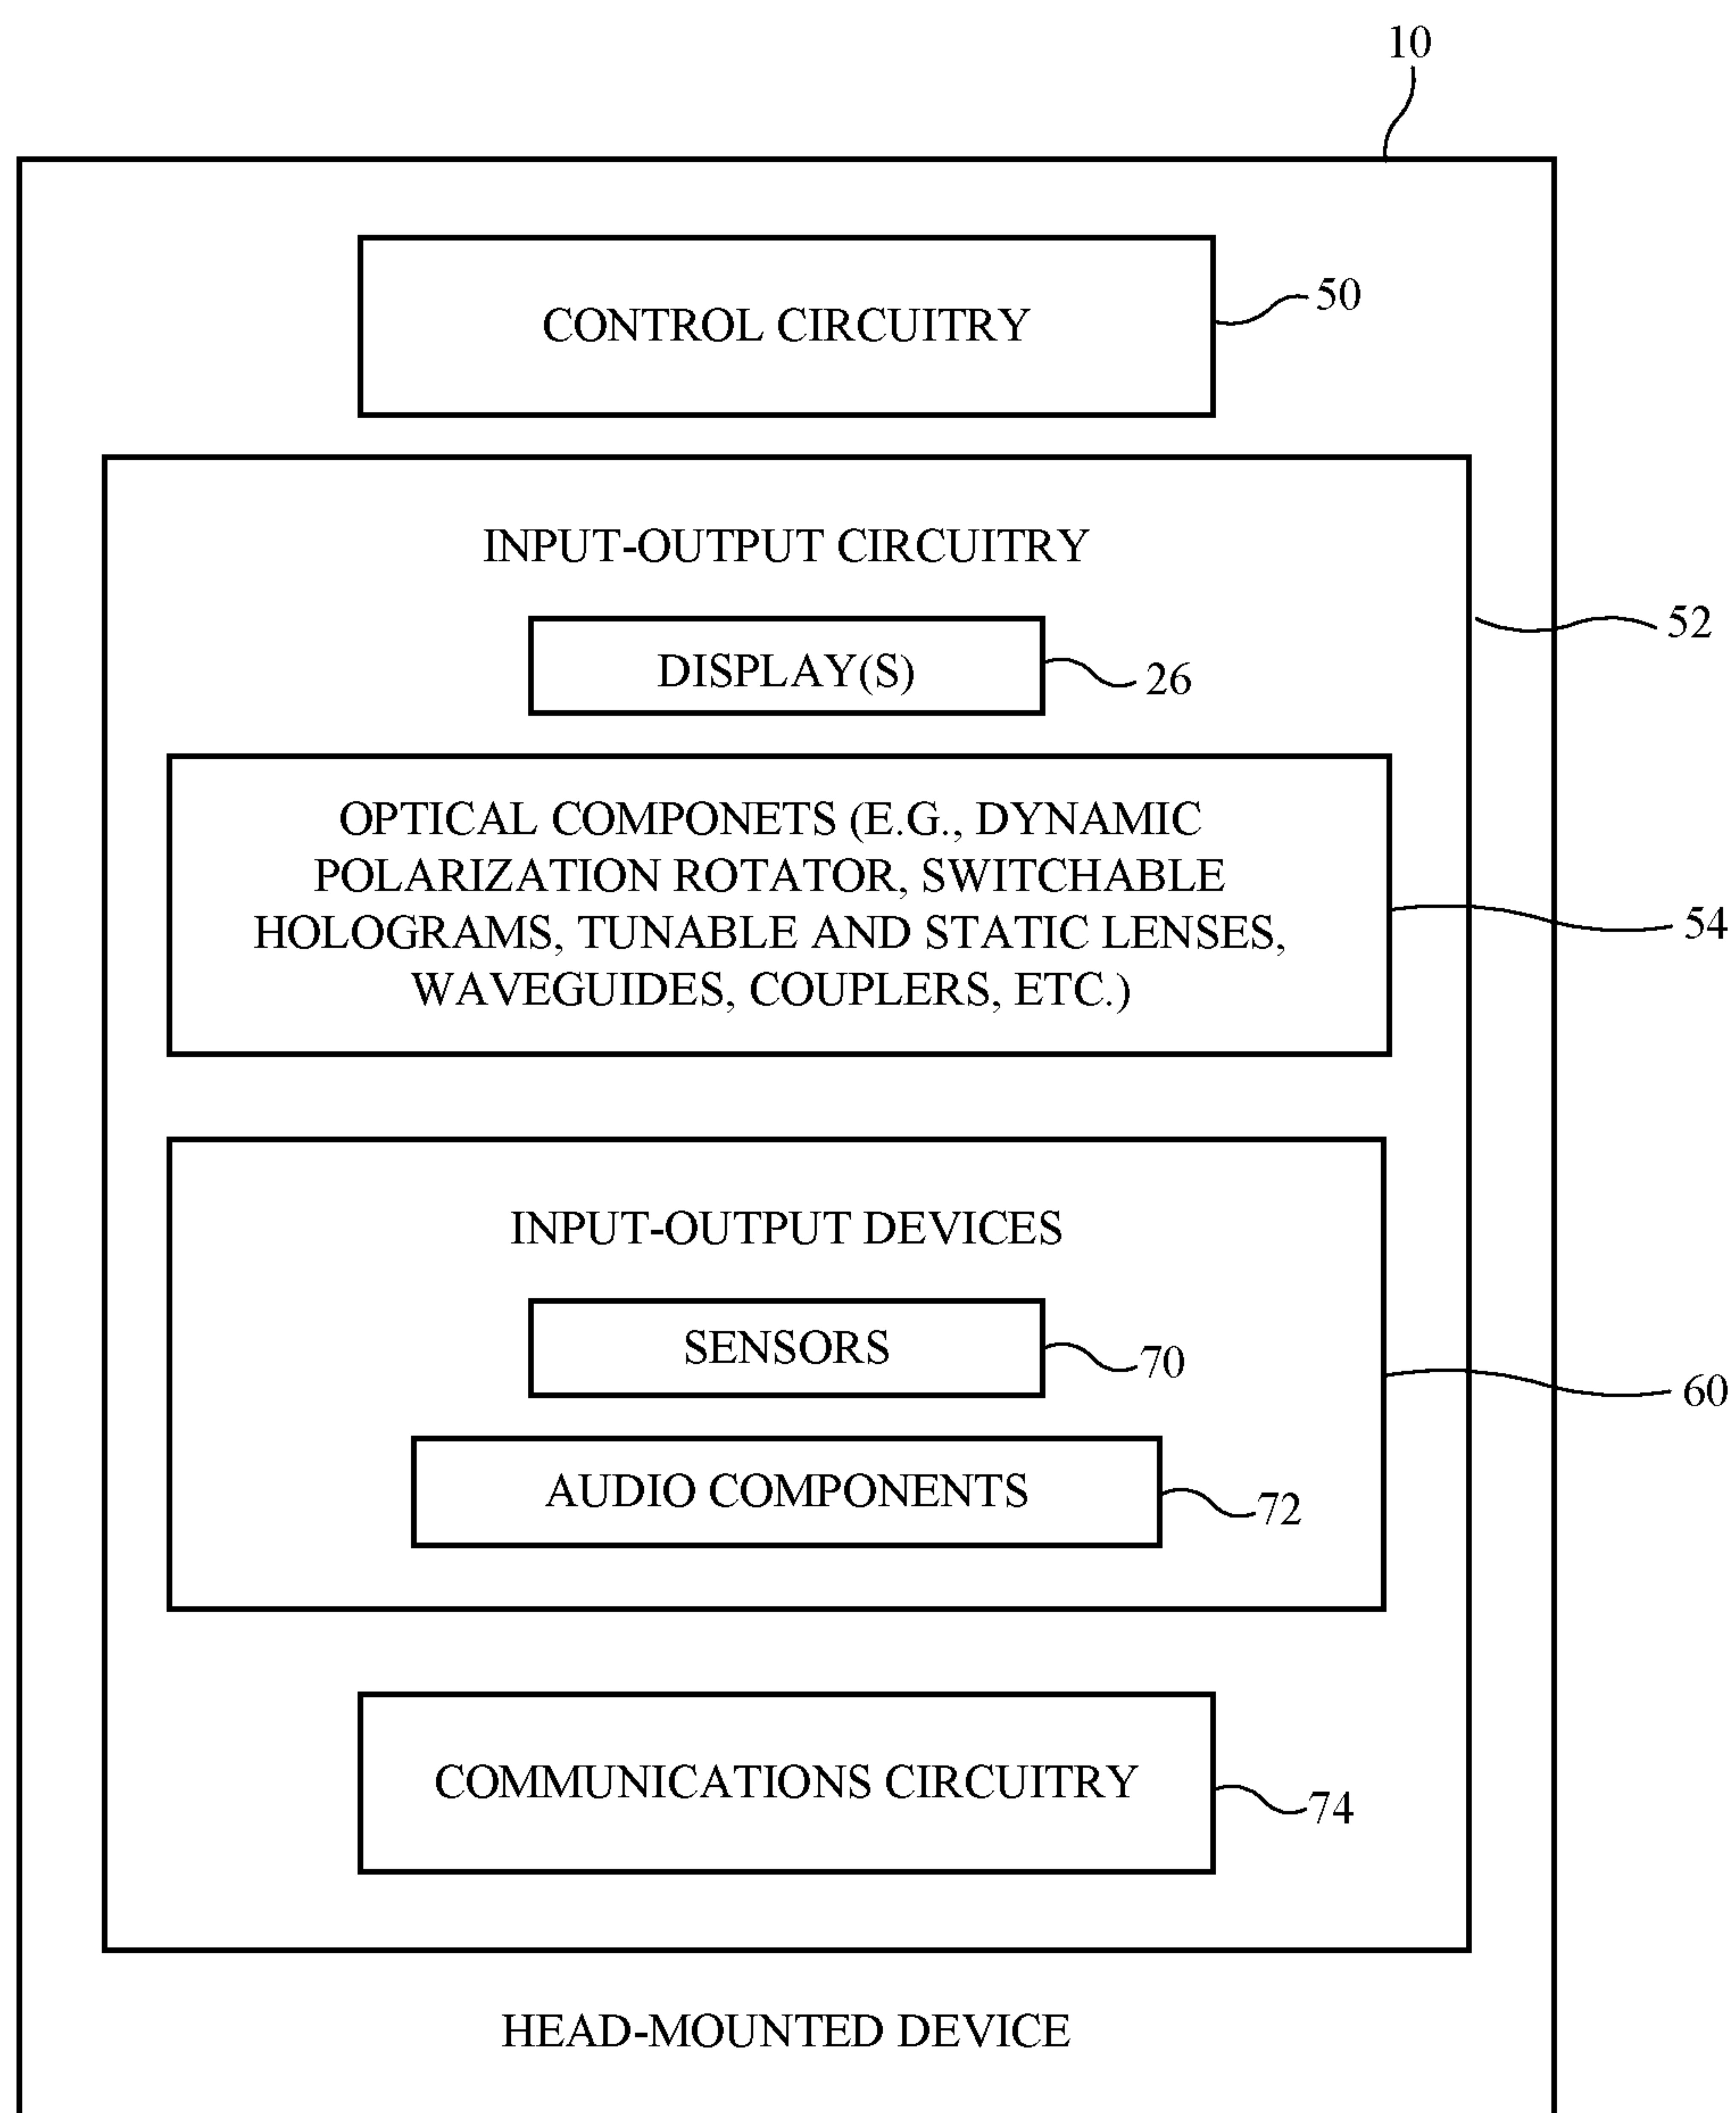 10
CONTROL CIRCUITRY
50
INPUT-OUTPUT CIRCUITRY
52
DISPLAY(S)
26
OPTICAL COMPONETS (E.G., DYNAMIC
POLARIZATION ROTATOR, SWITCHABLE
HOLOGRAMS, TUNABLE AND STATIC LENSES,
WAVEGUIDES, COUPLERS, ETC.)
54
INPUT-OUTPUT DEVICES
SENSORS
70
60
AUDIO COMPONENTS
72
COMMUNICATIONS CIRCUITRY
74
HEAD-MOUNTED DEVICE